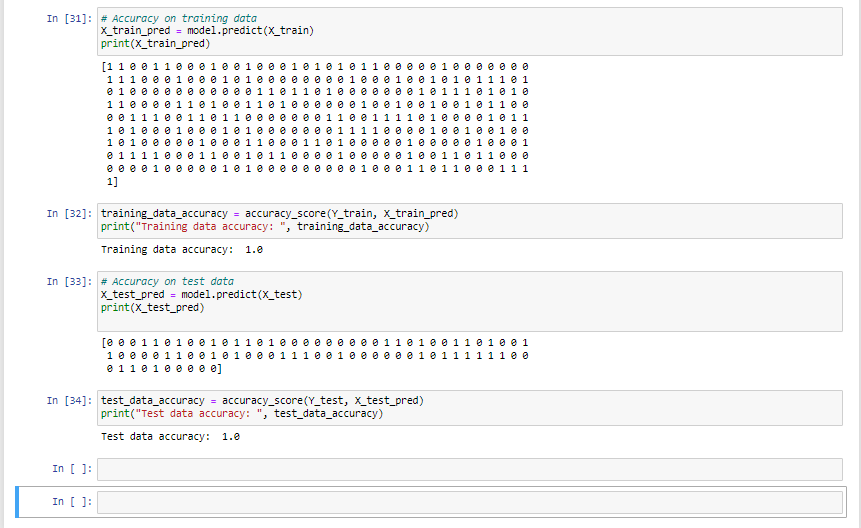 In [31]: # Accuracy on training data
X_train_pred = model.predict(X_train)
print(X_train_pred)
[1 1 0 0 1 1 0 0 0 1 0 0 1 0 0 0 1 0 1 0 1 0 1 1 0 0 0 0 0 1 0 0 0 0 0 0 0
1 1 1 0 0 0 1 0 0 0 1 0 1 0 0 0 0 0 0 0 0 1 0 0 0 1 0 0 1 0 1 0 1 1 1 0 1
0 1 0 0 0 0 0 0 0 0 0 0 0 1 1 0 1 1 0 1 0 0 0 0 0 0 0 1 0 1 1 1 0 1 0 1 0
1 1 0 0 0 0 1 1 0 1 0 0 1 1 0 1 0 0 0 0 0 0 1 0 0 1 0 0 1 0 0 1 0 1 1 0 0
0 0 1 1 1 0 0 1 1 0 1 1 0 0 0 0 0 0 0 1 1 0 0 1 1 1 1 0 1 0 0 0 0 1 0 1 1
1 0 1 0 0 0 1 0 0 0 1 0 1 0 0 0 0 0 0 0 1 1 1 1 0 0 0 0 1 0 0 1 0 0 1 0 0
1 0 1 0 0 0 0 0 1 0 0 0 1 1 0 0 0 1 1 0 1 0 0 0 0 0 1 0 0 0 0 0 1 0 0 0 1
0 1 1 1 1 0 0 0 1 1 0 0 1 0 1 1 0 0 0 0 1 0 0 0 0 0 1 0 0 1 1 0 1 1 0 0 0
0 0 0 0 1 0 0 0 0 0 1 0 1 0 0 0 0 0 0 0 0 0 1 0 0 0 1 1 0 1 1 0 0 0 1 1 1
1]
In [32]: training_data_accuracy = accuracy_score(Y_train, X_train_pred)
print("Training data accuracy: ", training_data_accuracy)
Training data accuracy:  1.0
In [33]: # Accuracy on test data
X_test_pred = model.predict(X_test)
print(X_test_pred)
[0 0 0 1 1 0 1 0 0 1 0 1 1 0 1 0 0 0 0 0 0 0 0 0 1 1 0 1 0 0 1 1 0 1 0 0 1
1 0 0 0 0 1 1 0 0 1 0 1 0 0 0 1 1 1 0 0 1 0 0 0 0 0 0 1 0 1 1 1 1 1 0 0
0 1 1 0 1 0 0 0 0 0]
In [34]: test_data_accuracy = accuracy_score(Y_test, X_test_pred)
print("Test data accuracy: ", test_data_accuracy)
Test data accuracy:  1.0
In [ ]:
In [ ]: